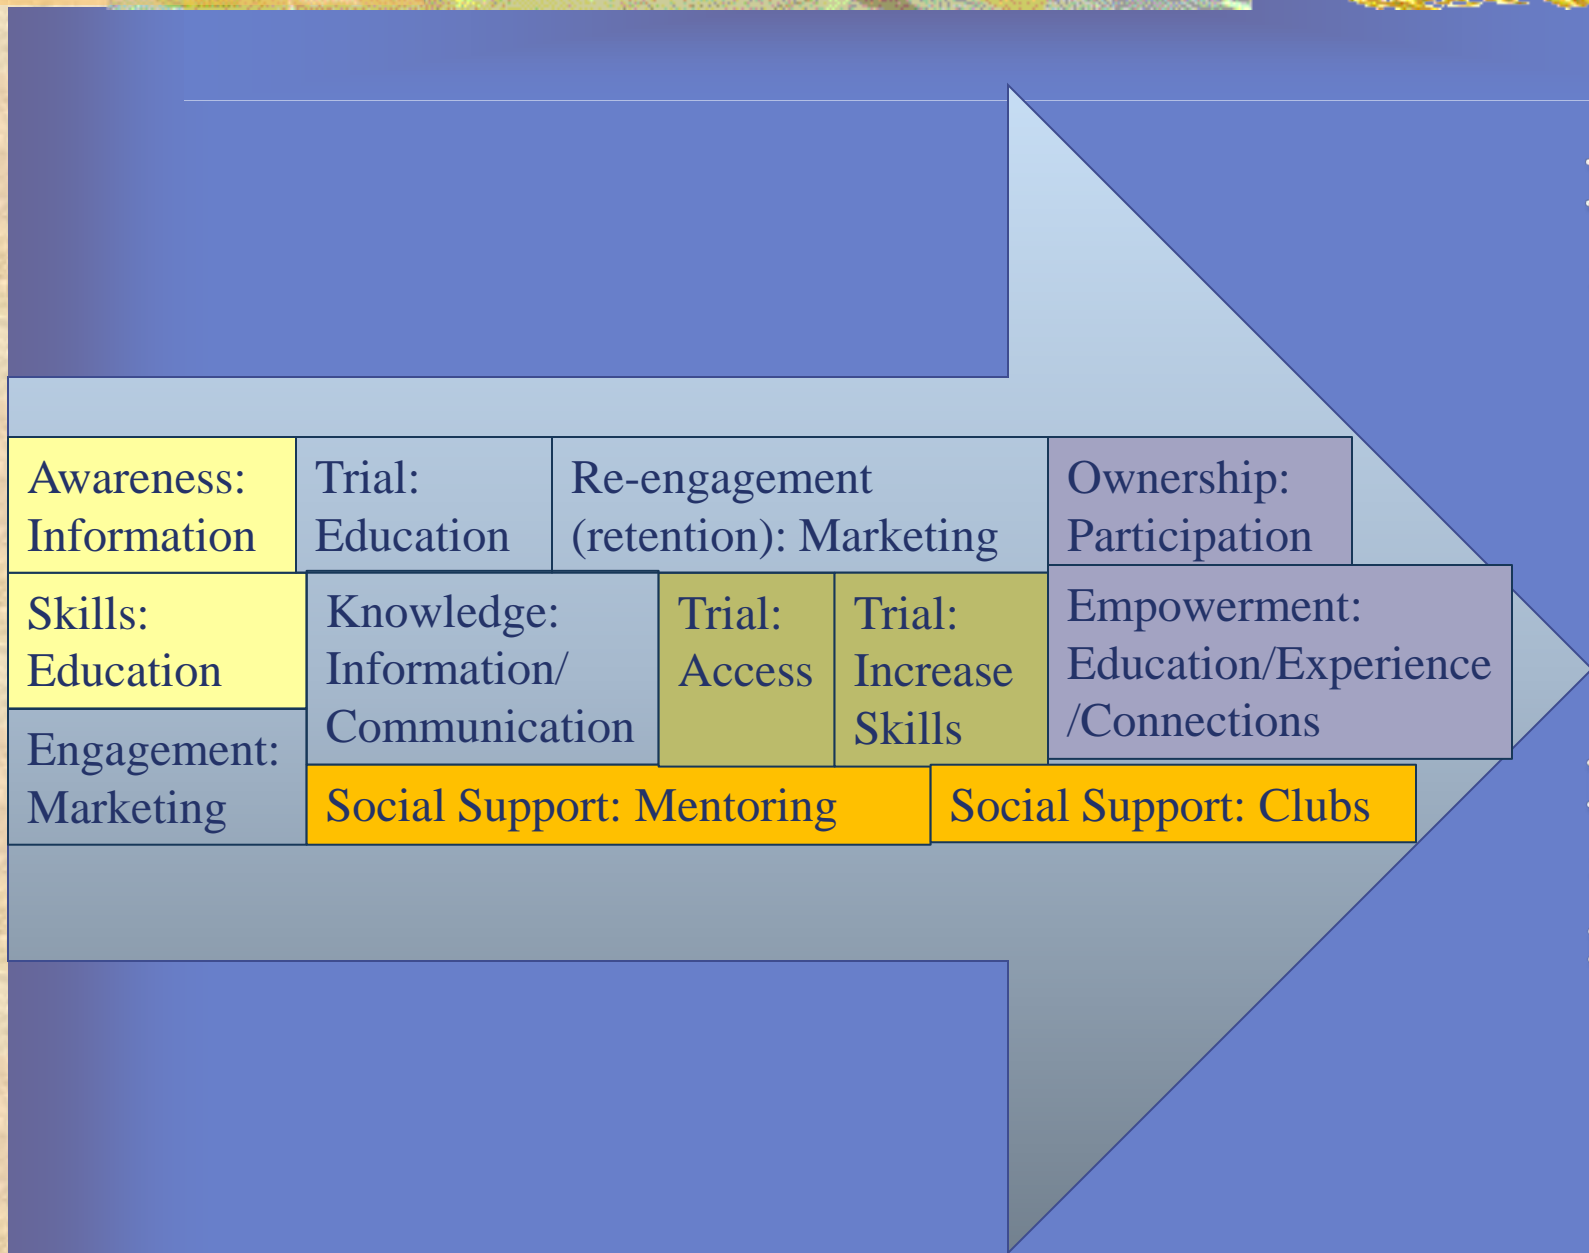 Awareness:
Information
Trial:
Education
Re-engagement
(retention): Marketing
Ownership:
Participation
Skills:
Education
Knowledge:
Information/
Communication
Trial:
Access
Trial:
Increase
Skills
Empowerment:
Education/Experience
/Connections
Engagement:
Marketing
Social Support: Mentoring
Social Support: Clubs